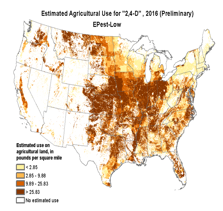 Estimated Agricultural Use for "2,4-D" , 2016 (Preliminary)
EPest-Low
Estimated use on
agricultural land, in
pounds per square mile
< 2.85
2.85 - 9.88
9.89 - 25.83
> 25.83
No estimated use